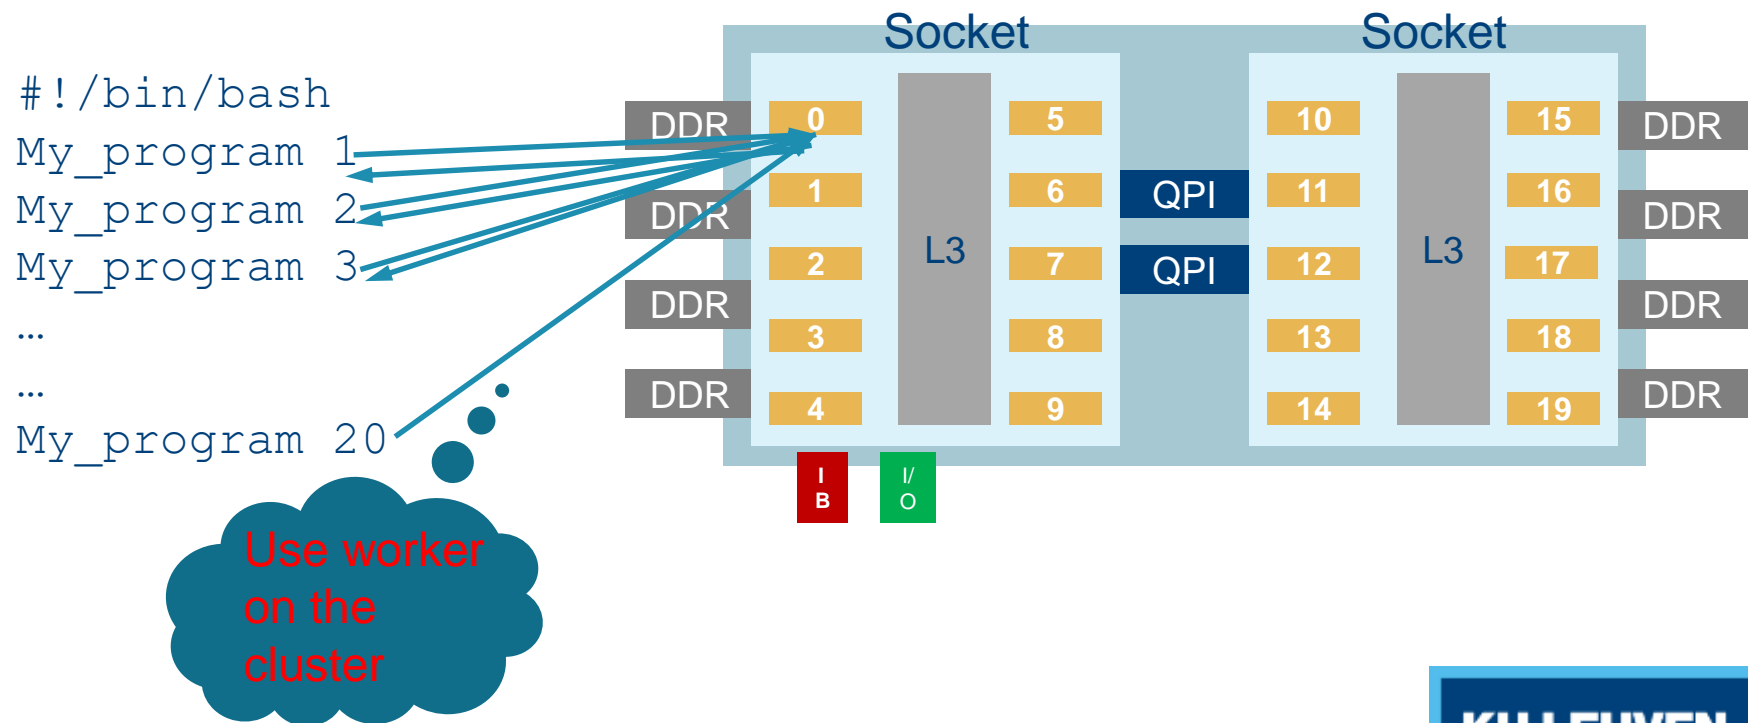 #!/bin/bash
My_program 1
My_program 2
My_program 3
…
…
My_program 20
Use worker
on the
cluster
Socket
Socket
DDR
DDR
DDR
DDR
0
1
2
3
4
L3
5
6
7
8
9
QPI
QPI
10
11
12
13
14
L3
15
16
17
18
19
DDR
DDR
DDR
DDR
I
B
I/
O
KU LEUVEN